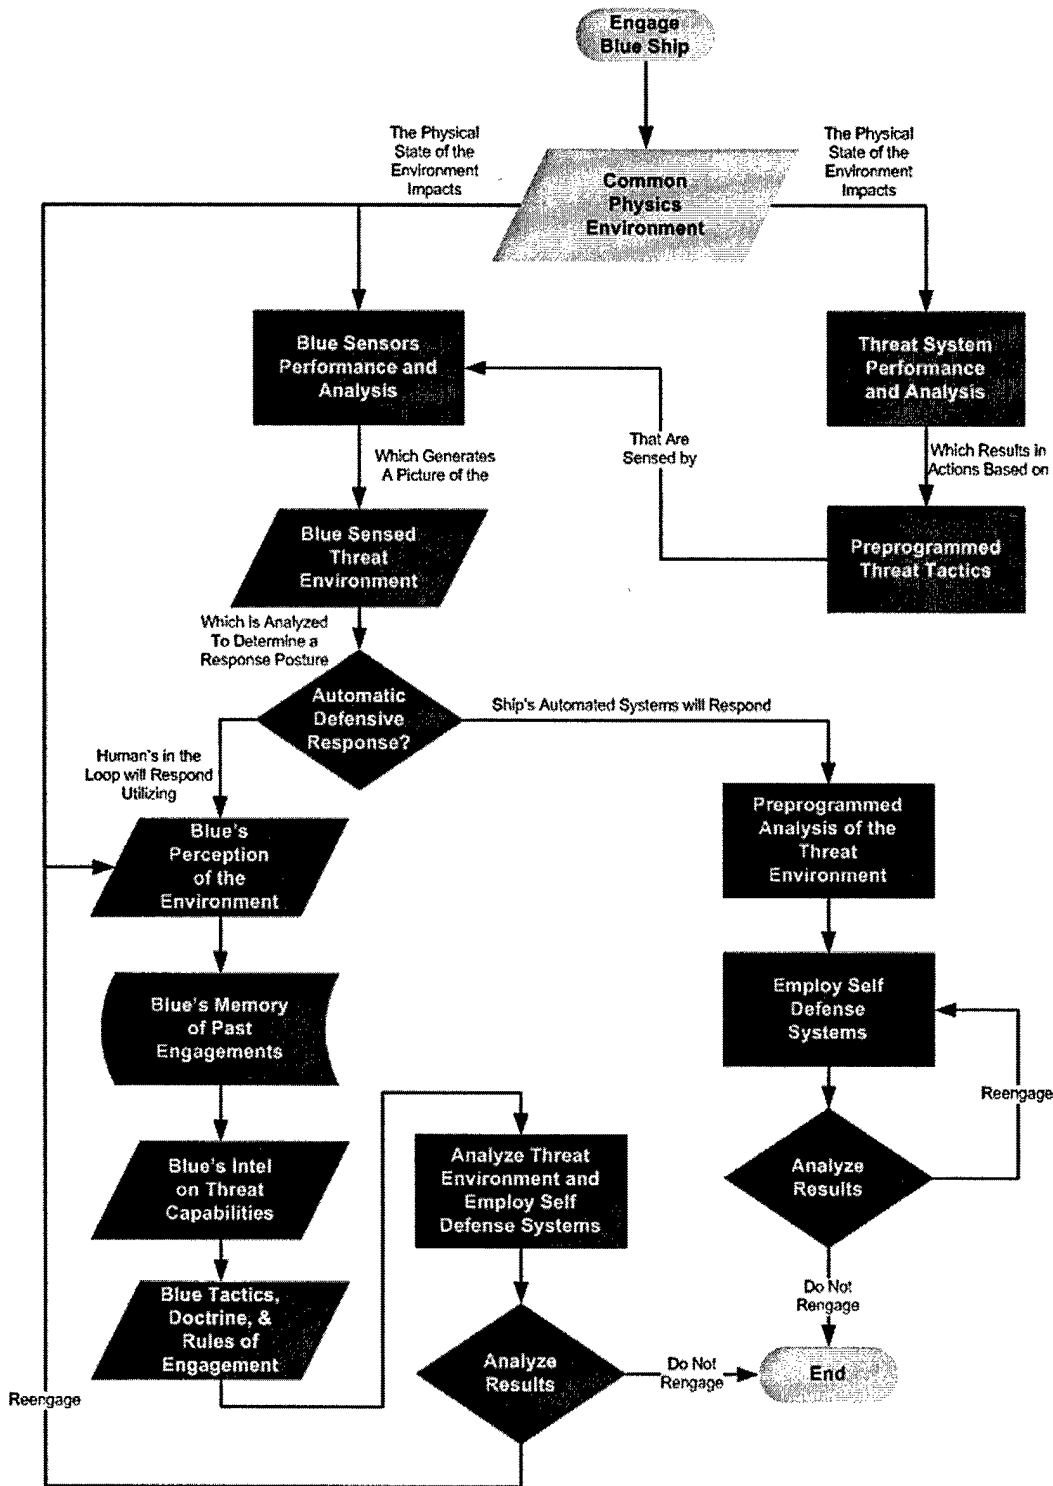 Engage
Blue Ship
The Physical
State of the
Environment
Impacts
The Physical
State of the
Environment
Impacts
Common
Physics
Environment
Blue Sensors
Performance and
Analysis
Threat System
Performance
and Analysis
That Are
Sensed by
Which Generates
A Picture of the
Which Results in
Actions Based on
Blue Sensed
Threat
Environment
Preprogrammed
Threat Tactics
Which is Analyzed
To Determine a
Response Posture
Automatic
Defensive
Response?
Ship's Automated Systems will Respond
Human's in the
Loop will Respond
Utilizing
Preprogrammed
Analysis of the
Threat
Environment
Blue's
Perception
of the
Environment
Blue's Memory
of Past
Engagements
Employ Self
Defense
Systems
Reengage
Blue's Intel
on Threat
Capabilities
Analyze Threat
Environment and
Employ Self
Defense Systems
Analyze
Results
Do Not
Rengage
Blue Tactics,
Doctrine, &
Rules of
Engagement
Analyze
Results
Do Not
Rengage
End
Reengage